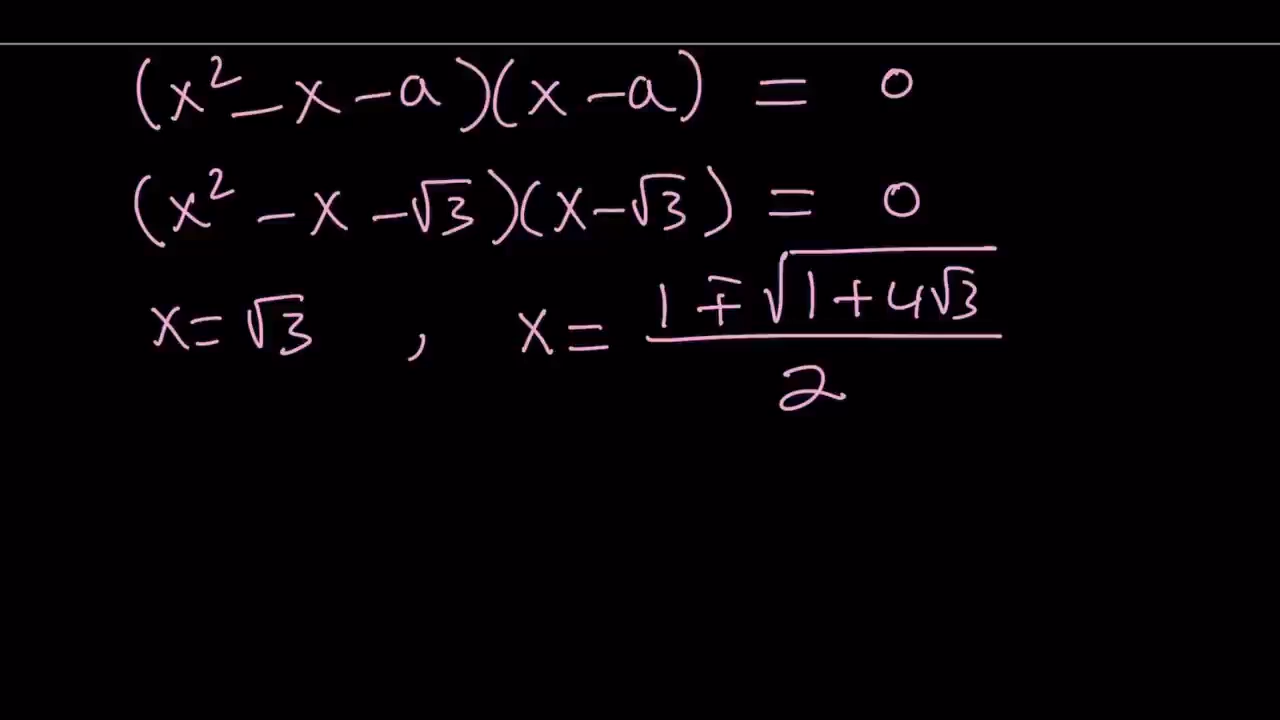 (x² - x - a)(x - a) = 0
(x² - x - √3)(x - √3) = 0
x = √3 , x = (1 ∓ √(1 + 4√3)) / 2